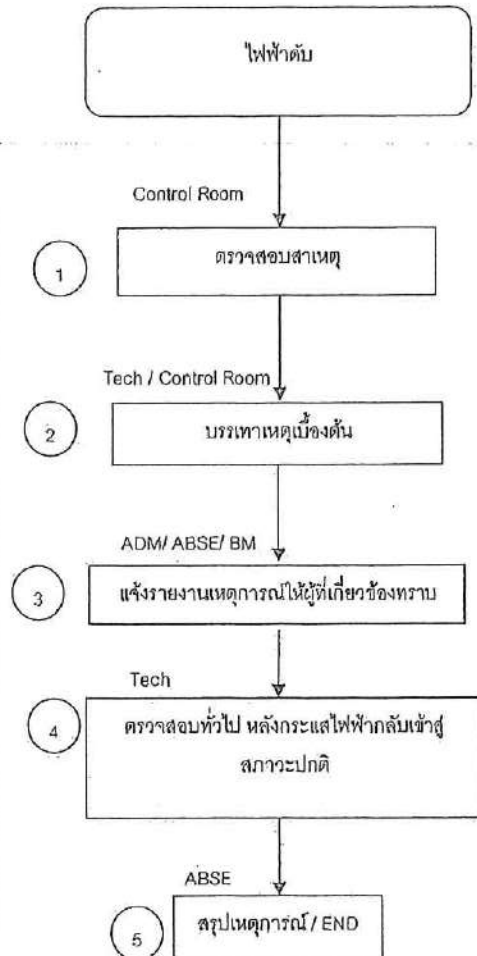 ไฟฟ้าดับ
Control Room
1
ตรวจสอบสาเหตุ
Tech / Control Room
2
บรรเทาเหตุเบื้องต้น
ADM/ ABSE/ BM
3
แจ้งรายงานเหตุการณ์ให้ผู้ที่เกี่ยวข้องทราบ
Tech
4
ตรวจสอบทั่วไป หลังกระแสไฟฟ้ากลับเข้าสู่
สภาวะปกติ
ABSE
5
สรุปเหตุการณ์ / END